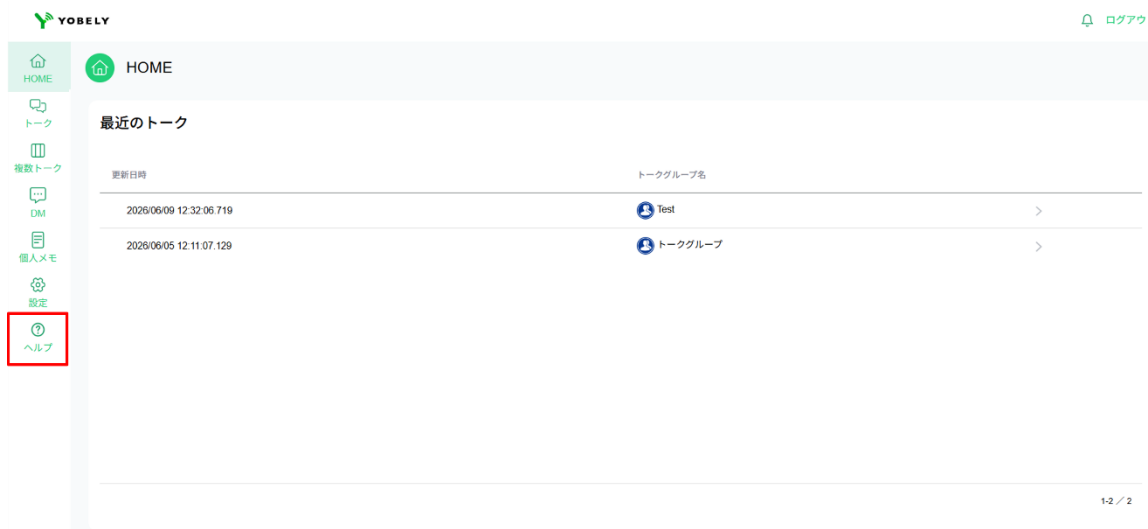 YOBELY
ログアウ
HOME
トーク
複数トーク
DM
個人メモ
設定
ヘルプ
HOME
最近のトーク
更新日時 トークグループ名
2026/06/09 12:32:06.719 Test
2026/06/05 12:11:07.129 トークグループ
1-2 ／ 2